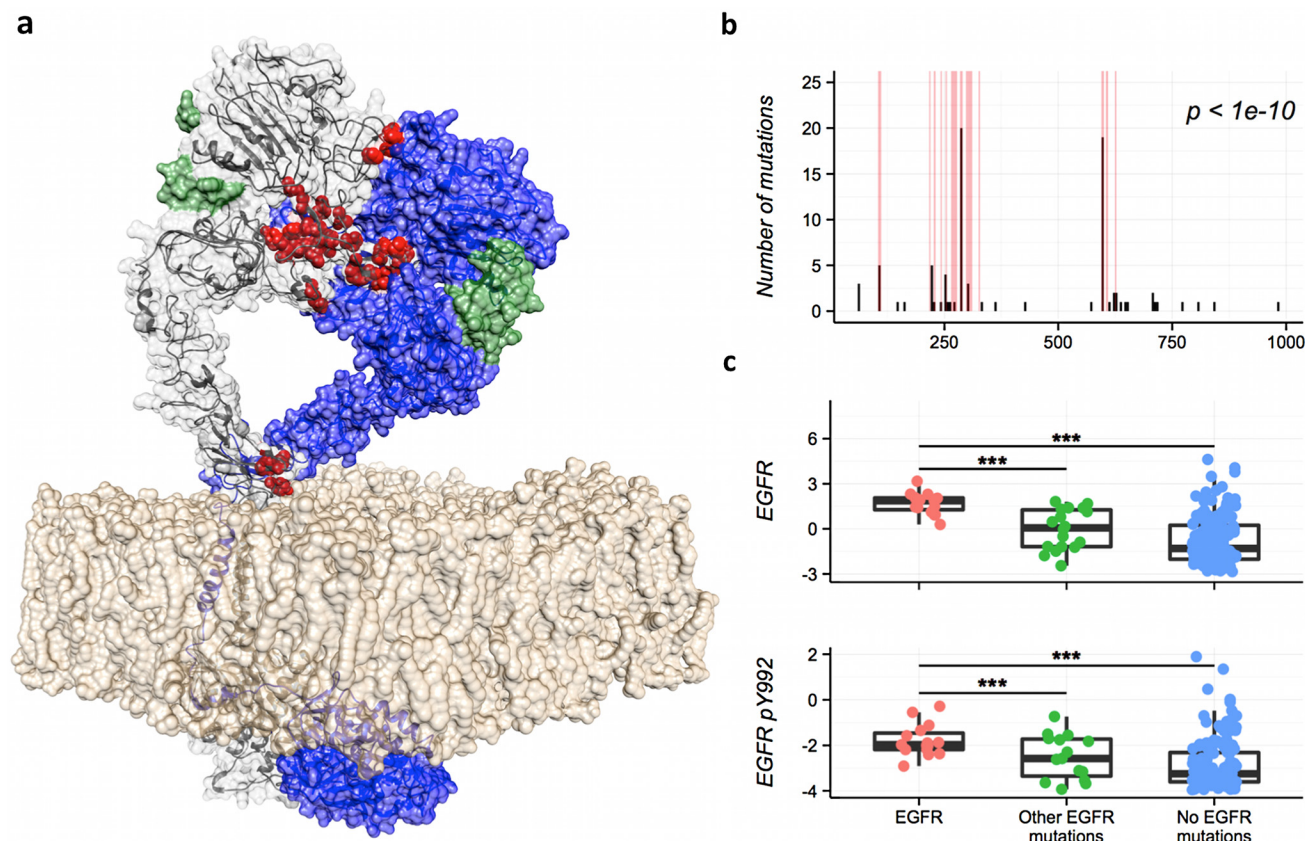 a
b
Number of mutations
25
20
15
10
5
0
p < 1e-10
250
500
750
1000
c
EGFR
6
3
0
-3
***
***
EGFR pY992
2
0
-2
-4
***
***
EGFR
Other EGFR
mutations
No EGFR
mutations